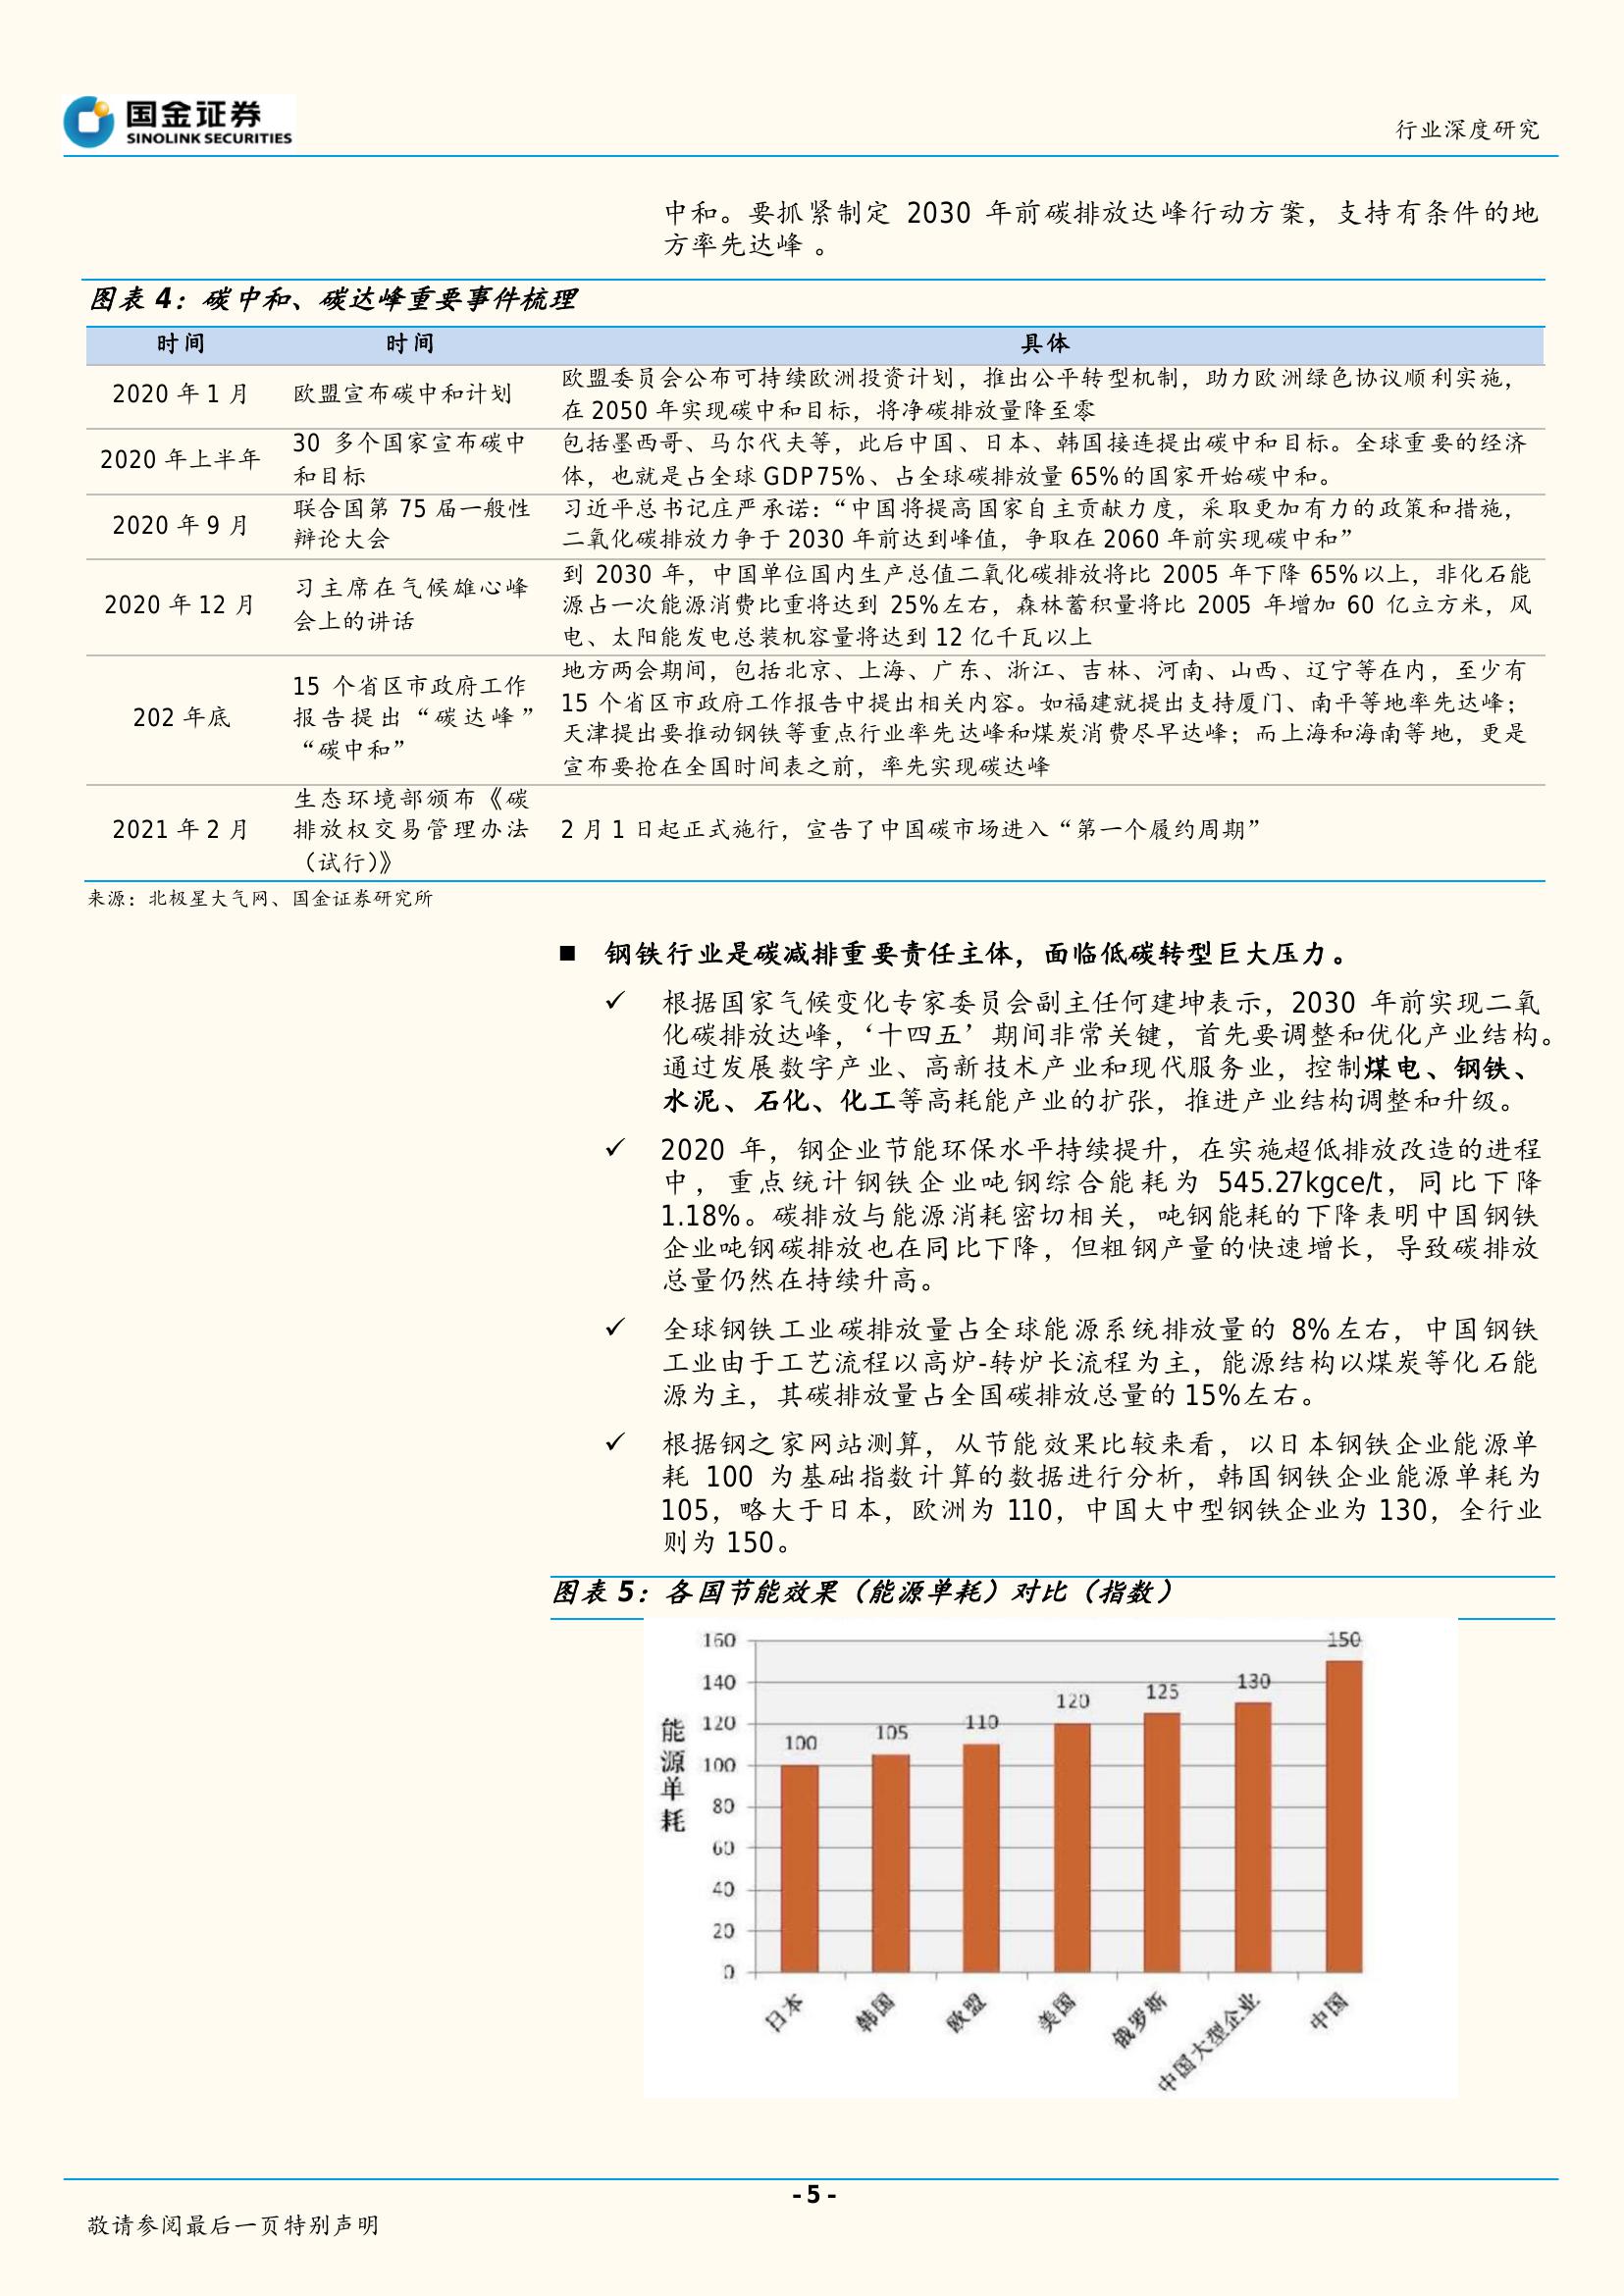 国金证券
SINOLINK SECURITIES
行业深度研究
中和。要抓紧制定 2030 年前碳排放达峰行动方案，支持有条件的地
方率先达峰 。
图表 4：碳中和、碳达峰重要事件梳理
时间 时间 具体
2020 年 1 月
欧盟宣布碳中和计划
欧盟委员会公布可持续欧洲投资计划，推出公平转型机制，助力欧洲绿色协议顺利实施，
在 2050 年实现碳中和目标，将净碳排放量降至零
2020 年上半年
30 多个国家宣布碳中
和目标
包括墨西哥、马尔代夫等，此后中国、日本、韩国接连提出碳中和目标。全球重要的经济
体，也就是占全球 GDP75%、占全球碳排放量 65%的国家开始碳中和。
2020 年 9 月
联合国第 75 届一般性
辩论大会
习近平总书记庄严承诺：“中国将提高国家自主贡献力度，采取更加有力的政策和措施，
二氧化碳排放力争于 2030 年前达到峰值，争取在 2060 年前实现碳中和”
2020 年 12 月
习主席在气候雄心峰
会上的讲话
到 2030 年，中国单位国内生产总值二氧化碳排放将比 2005 年下降 65%以上，非化石能
源占一次能源消费比重将达到 25%左右，森林蓄积量将比 2005 年增加 60 亿立方米，风
电、太阳能发电总装机容量将达到 12 亿千瓦以上
202 年底
15 个省区市政府工作
报告提出“碳达峰”
“碳中和”
地方两会期间，包括北京、上海、广东、浙江、吉林、河南、山西、辽宁等在内，至少有
15 个省区市政府工作报告中提出相关内容。如福建就提出支持厦门、南平等地率先达峰；
天津提出要推动钢铁等重点行业率先达峰和煤炭消费尽早达峰；而上海和海南等地，更是
宣布要抢在全国时间表之前，率先实现碳达峰
2021 年 2 月
生态环境部颁布《碳
排放权交易管理办法
（试行）》
2 月 1 日起正式施行，宣告了中国碳市场进入“第一个履约周期”
来源：北极星大气网、国金证券研究所
■ 钢铁行业是碳减排重要责任主体，面临低碳转型巨大压力。
✓ 根据国家气候变化专家委员会副主任何建坤表示，2030 年前实现二氧
化碳排放达峰，‘十四五’期间非常关键，首先要调整和优化产业结构。
通过发展数字产业、高新技术产业和现代服务业，控制煤电、钢铁、
水泥、石化、化工等高耗能产业的扩张，推进产业结构调整和升级。
✓ 2020 年，钢企业节能环保水平持续提升，在实施超低排放改造的进程
中，重点统计钢铁企业吨钢综合能耗为 545.27kgce/t，同比下降
1.18%。碳排放与能源消耗密切相关，吨钢能耗的下降表明中国钢铁
企业吨钢碳排放也在同比下降，但粗钢产量的快速增长，导致碳排放
总量仍然在持续升高。
✓ 全球钢铁工业碳排放量占全球能源系统排放量的 8%左右，中国钢铁
工业由于工艺流程以高炉-转炉长流程为主，能源结构以煤炭等化石能
源为主，其碳排放量占全国碳排放总量的 15%左右。
✓ 根据钢之家网站测算，从节能效果比较来看，以日本钢铁企业能源单
耗 100 为基础指数计算的数据进行分析，韩国钢铁企业能源单耗为
105，略大于日本，欧洲为 110，中国大中型钢铁企业为 130，全行业
则为 150。
图表 5：各国节能效果（能源单耗）对比（指数）
能源单耗
160
140
120
100
80
60
40
20
0
100
105
110
120
125
130
150
日本
韩国
欧盟
美国
俄罗斯
中国大型企业
中国
- 5 -
敬请参阅最后一页特别声明